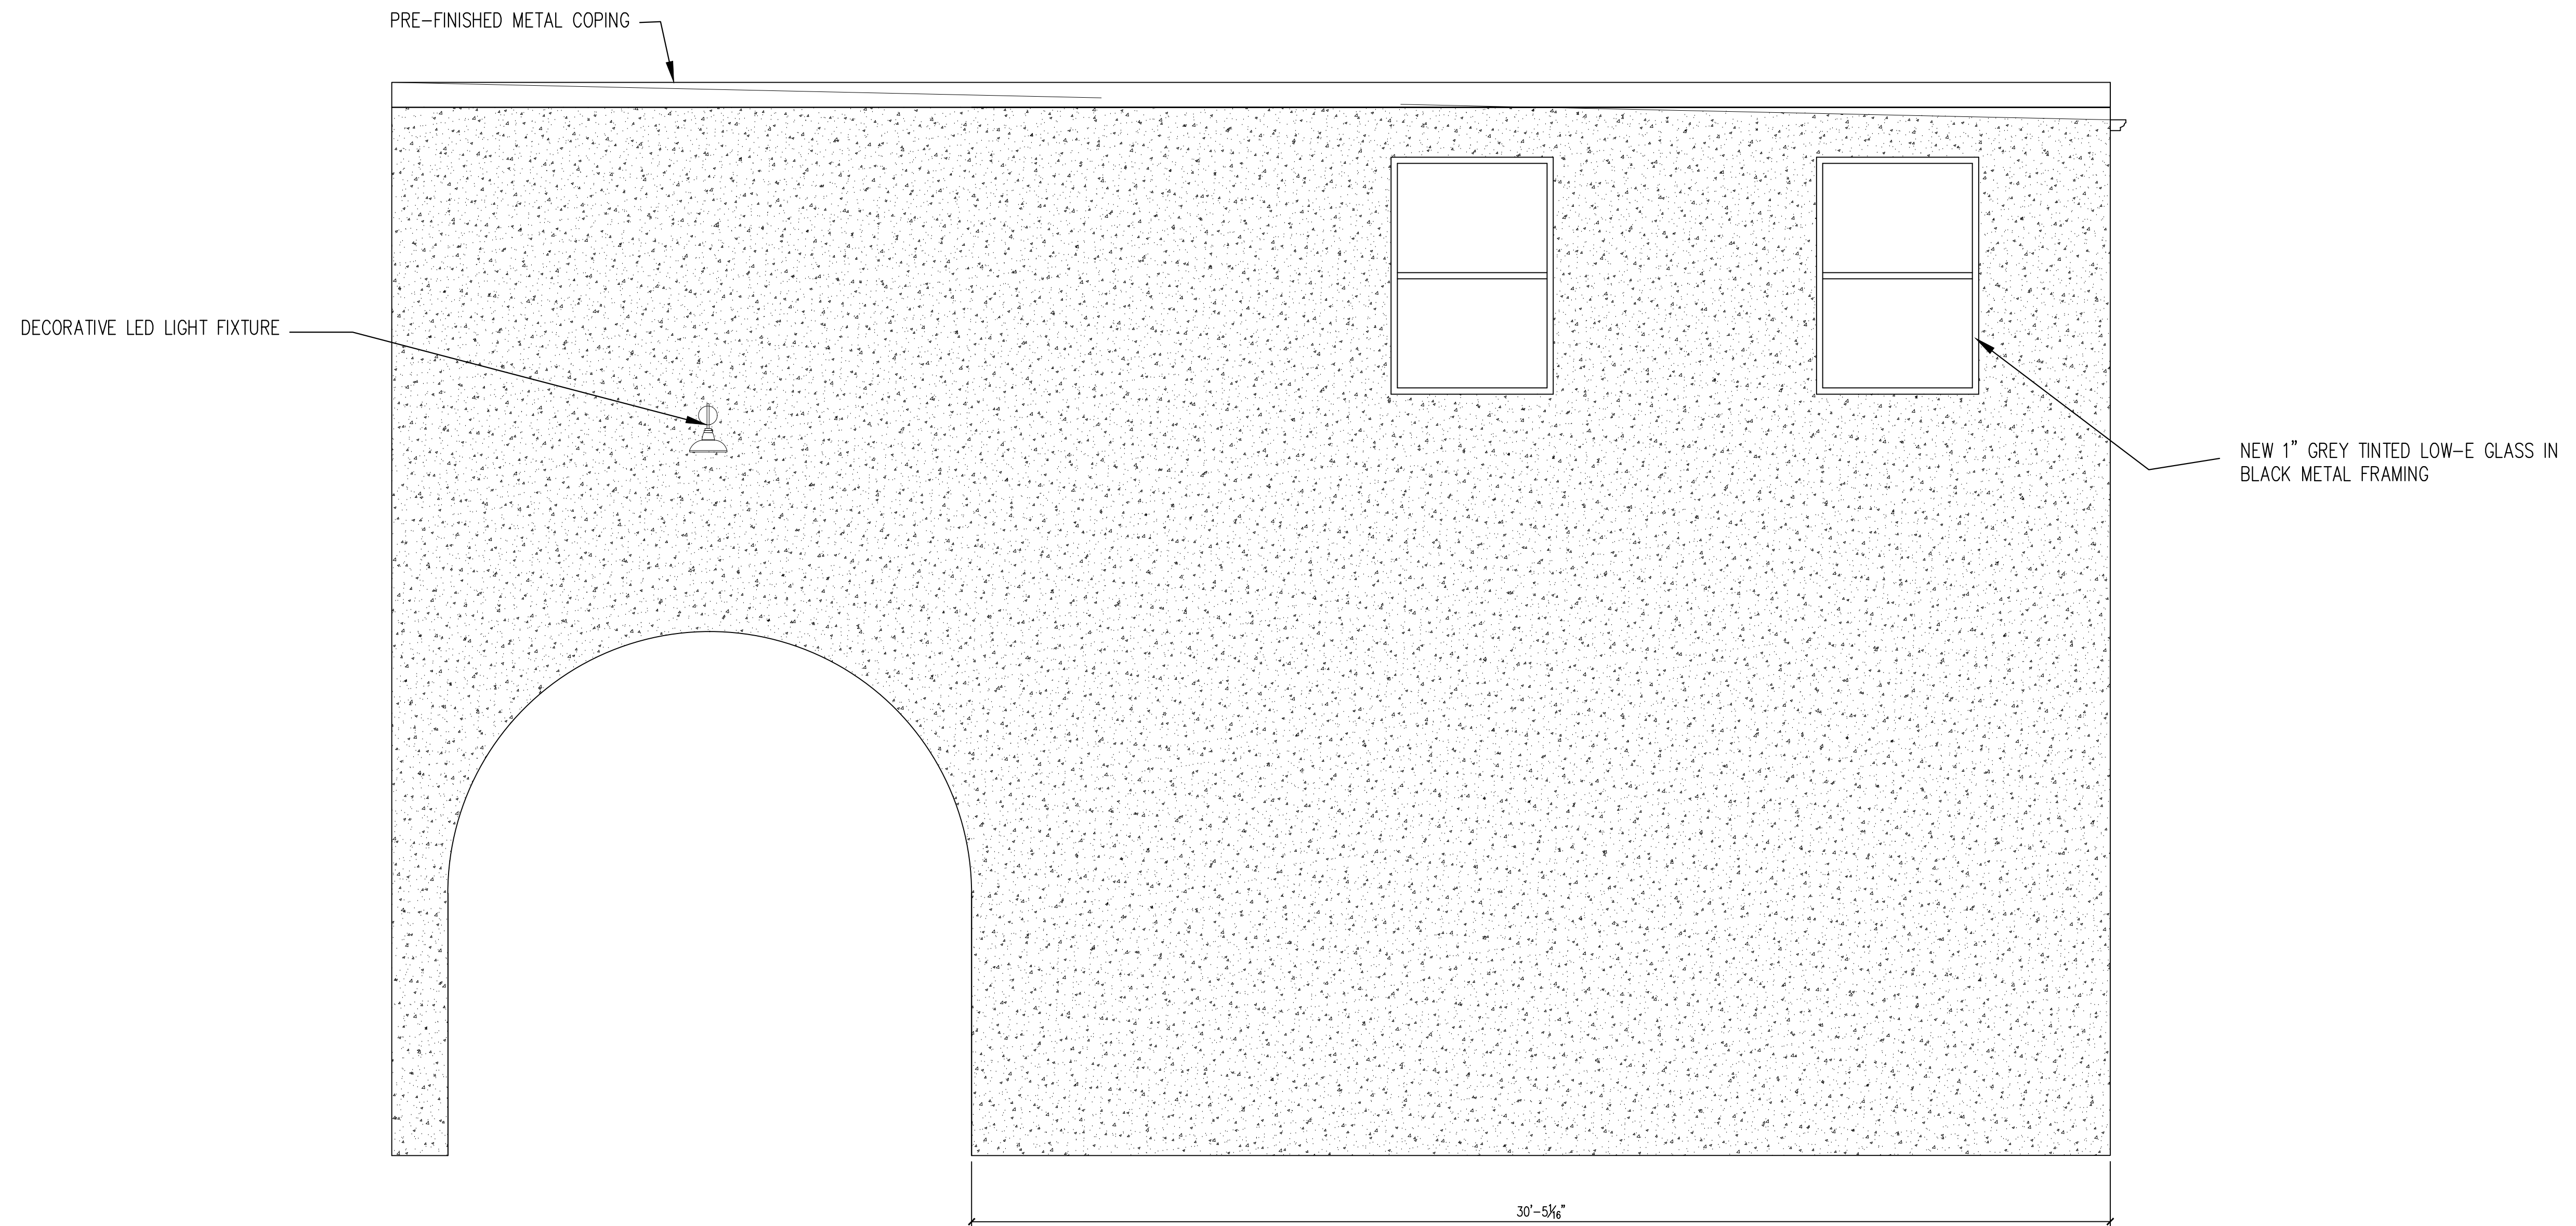 PRE-FINISHED METAL COPING
DECORATIVE LED LIGHT FIXTURE
NEW 1" GREY TINTED LOW-E GLASS IN
BLACK METAL FRAMING
30'-5 1/16"